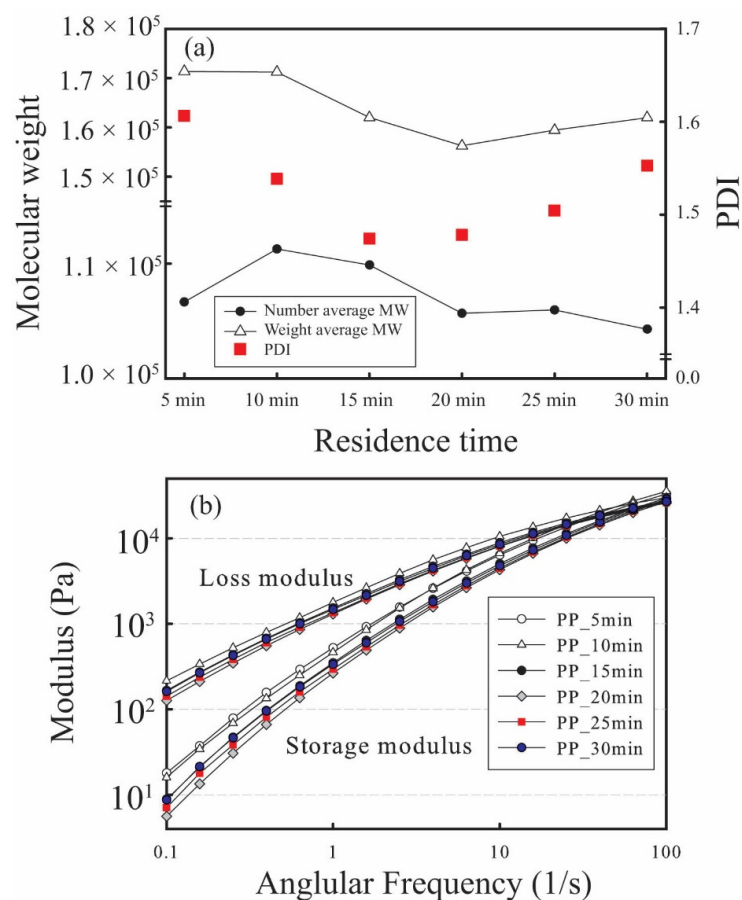 (a)
1.8 × 10⁵
1.7 × 10⁵
1.6 × 10⁵
1.5 × 10⁵
1.1 × 10⁵
1.0 × 10⁵
Molecular weight
1.7
1.6
1.5
1.4
0.0
PDI
Number average MW
Weight average MW
PDI
5 min 10 min 15 min 20 min 25 min 30 min
Residence time
(b)
10⁴
10³
10²
10¹
Modulus (Pa)
Loss modulus
Storage modulus
PP_5min
PP_10min
PP_15min
PP_20min
PP_25min
PP_30min
0.1 1 10 100
Anglular Frequency (1/s)